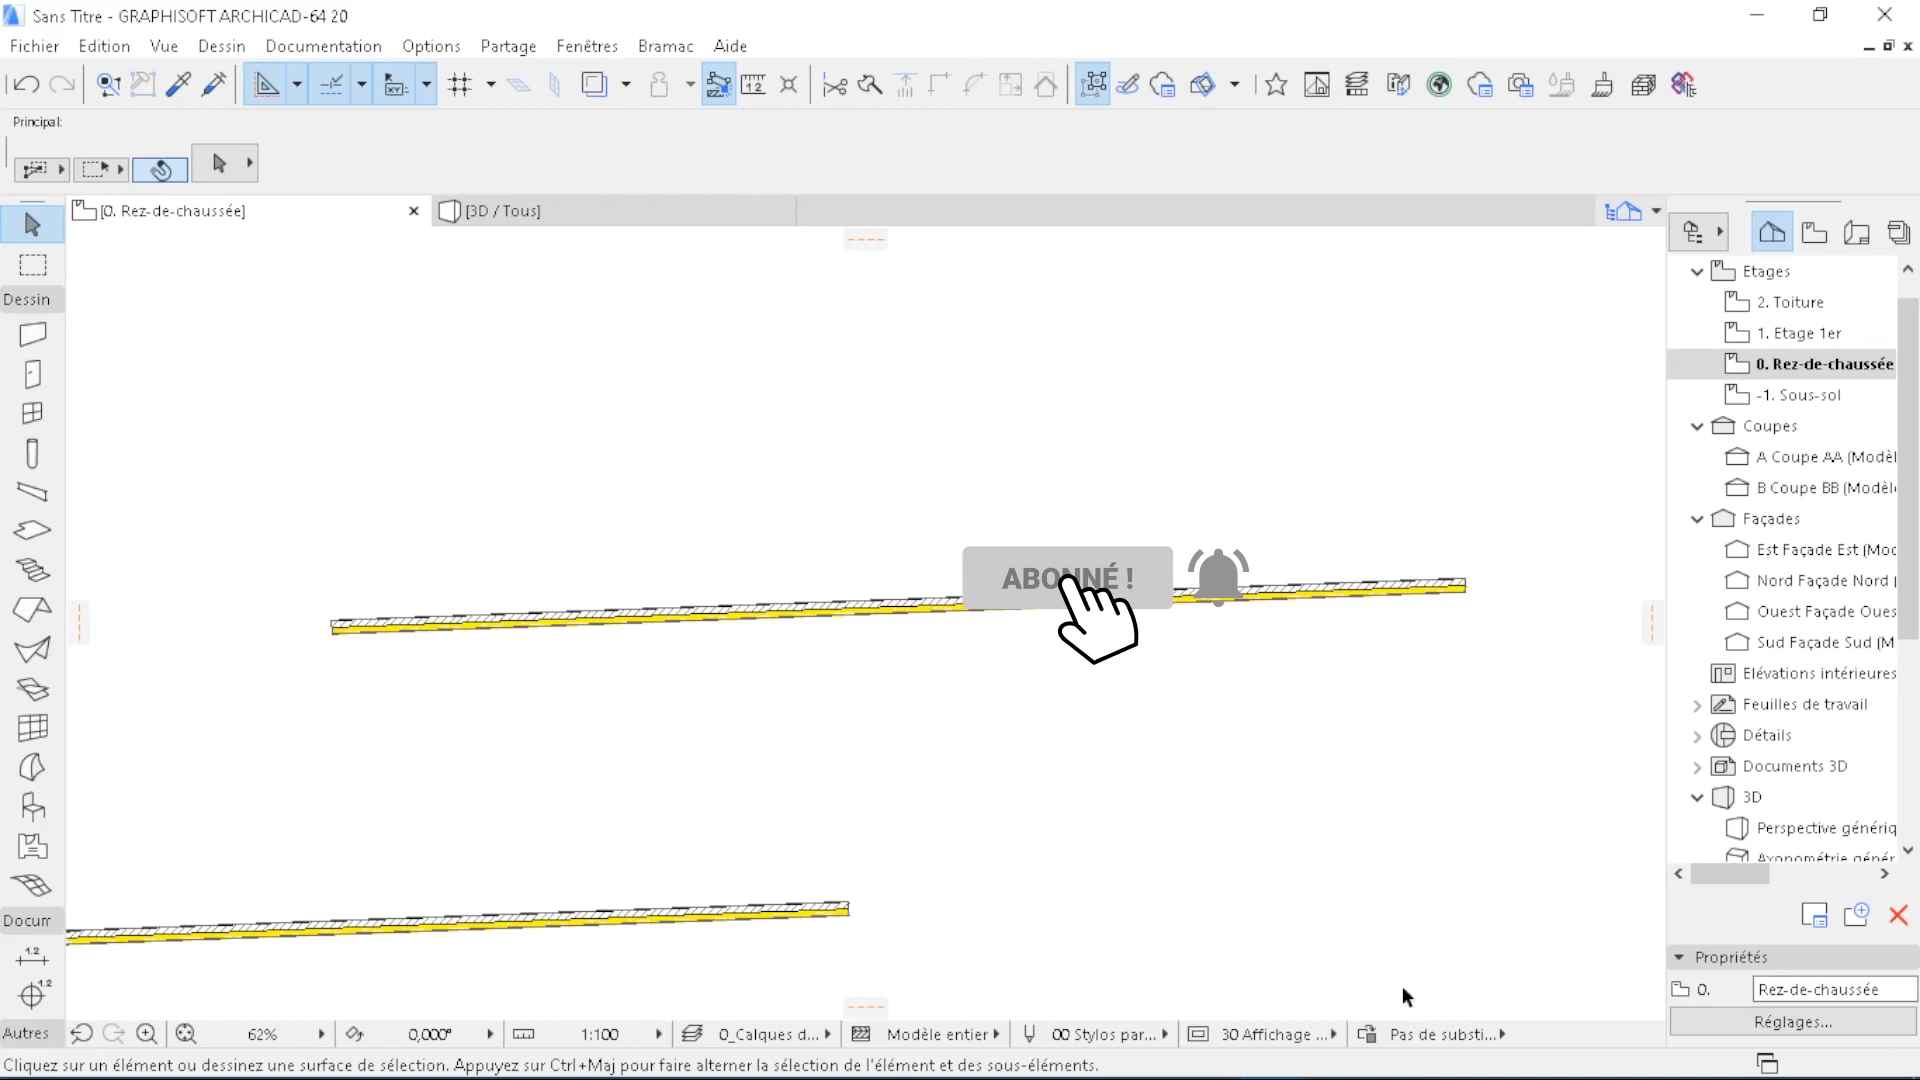 Sans Titre - GRAPHISOFT ARCHICAD-64 20
Fichier Edition Vue Dessin Documentation Options Partage Fenêtres Bramac Aide
Principal:
[0. Rez-de-chaussée]
[3D / Tous]
Dessin
Docum
1.2
1.2
Autres
ABONNÉ !
Etages
2. Toiture
1. Etage 1er
0. Rez-de-chaussée
-1. Sous-sol
Coupes
A Coupe AA (Modèl
B Coupe BB (Modèl
Façades
Est Façade Est (Moc
Nord Façade Nord
Ouest Façade Oues
Sud Façade Sud (M
Elévations intérieures
Feuilles de travail
Détails
Documents 3D
3D
Perspective génériq
Axonométrie génér
Propriétés
0. Rez-de-chaussée
Réglages...
62% 0,000° 1:100 0_Calques d... Modèle entier 00 Stylos par... 30 Affichage ... Pas de substi...
Cliquez sur un élément ou dessinez une surface de sélection. Appuyez sur Ctrl+Maj pour faire alterner la sélection de l'élément et des sous-éléments.